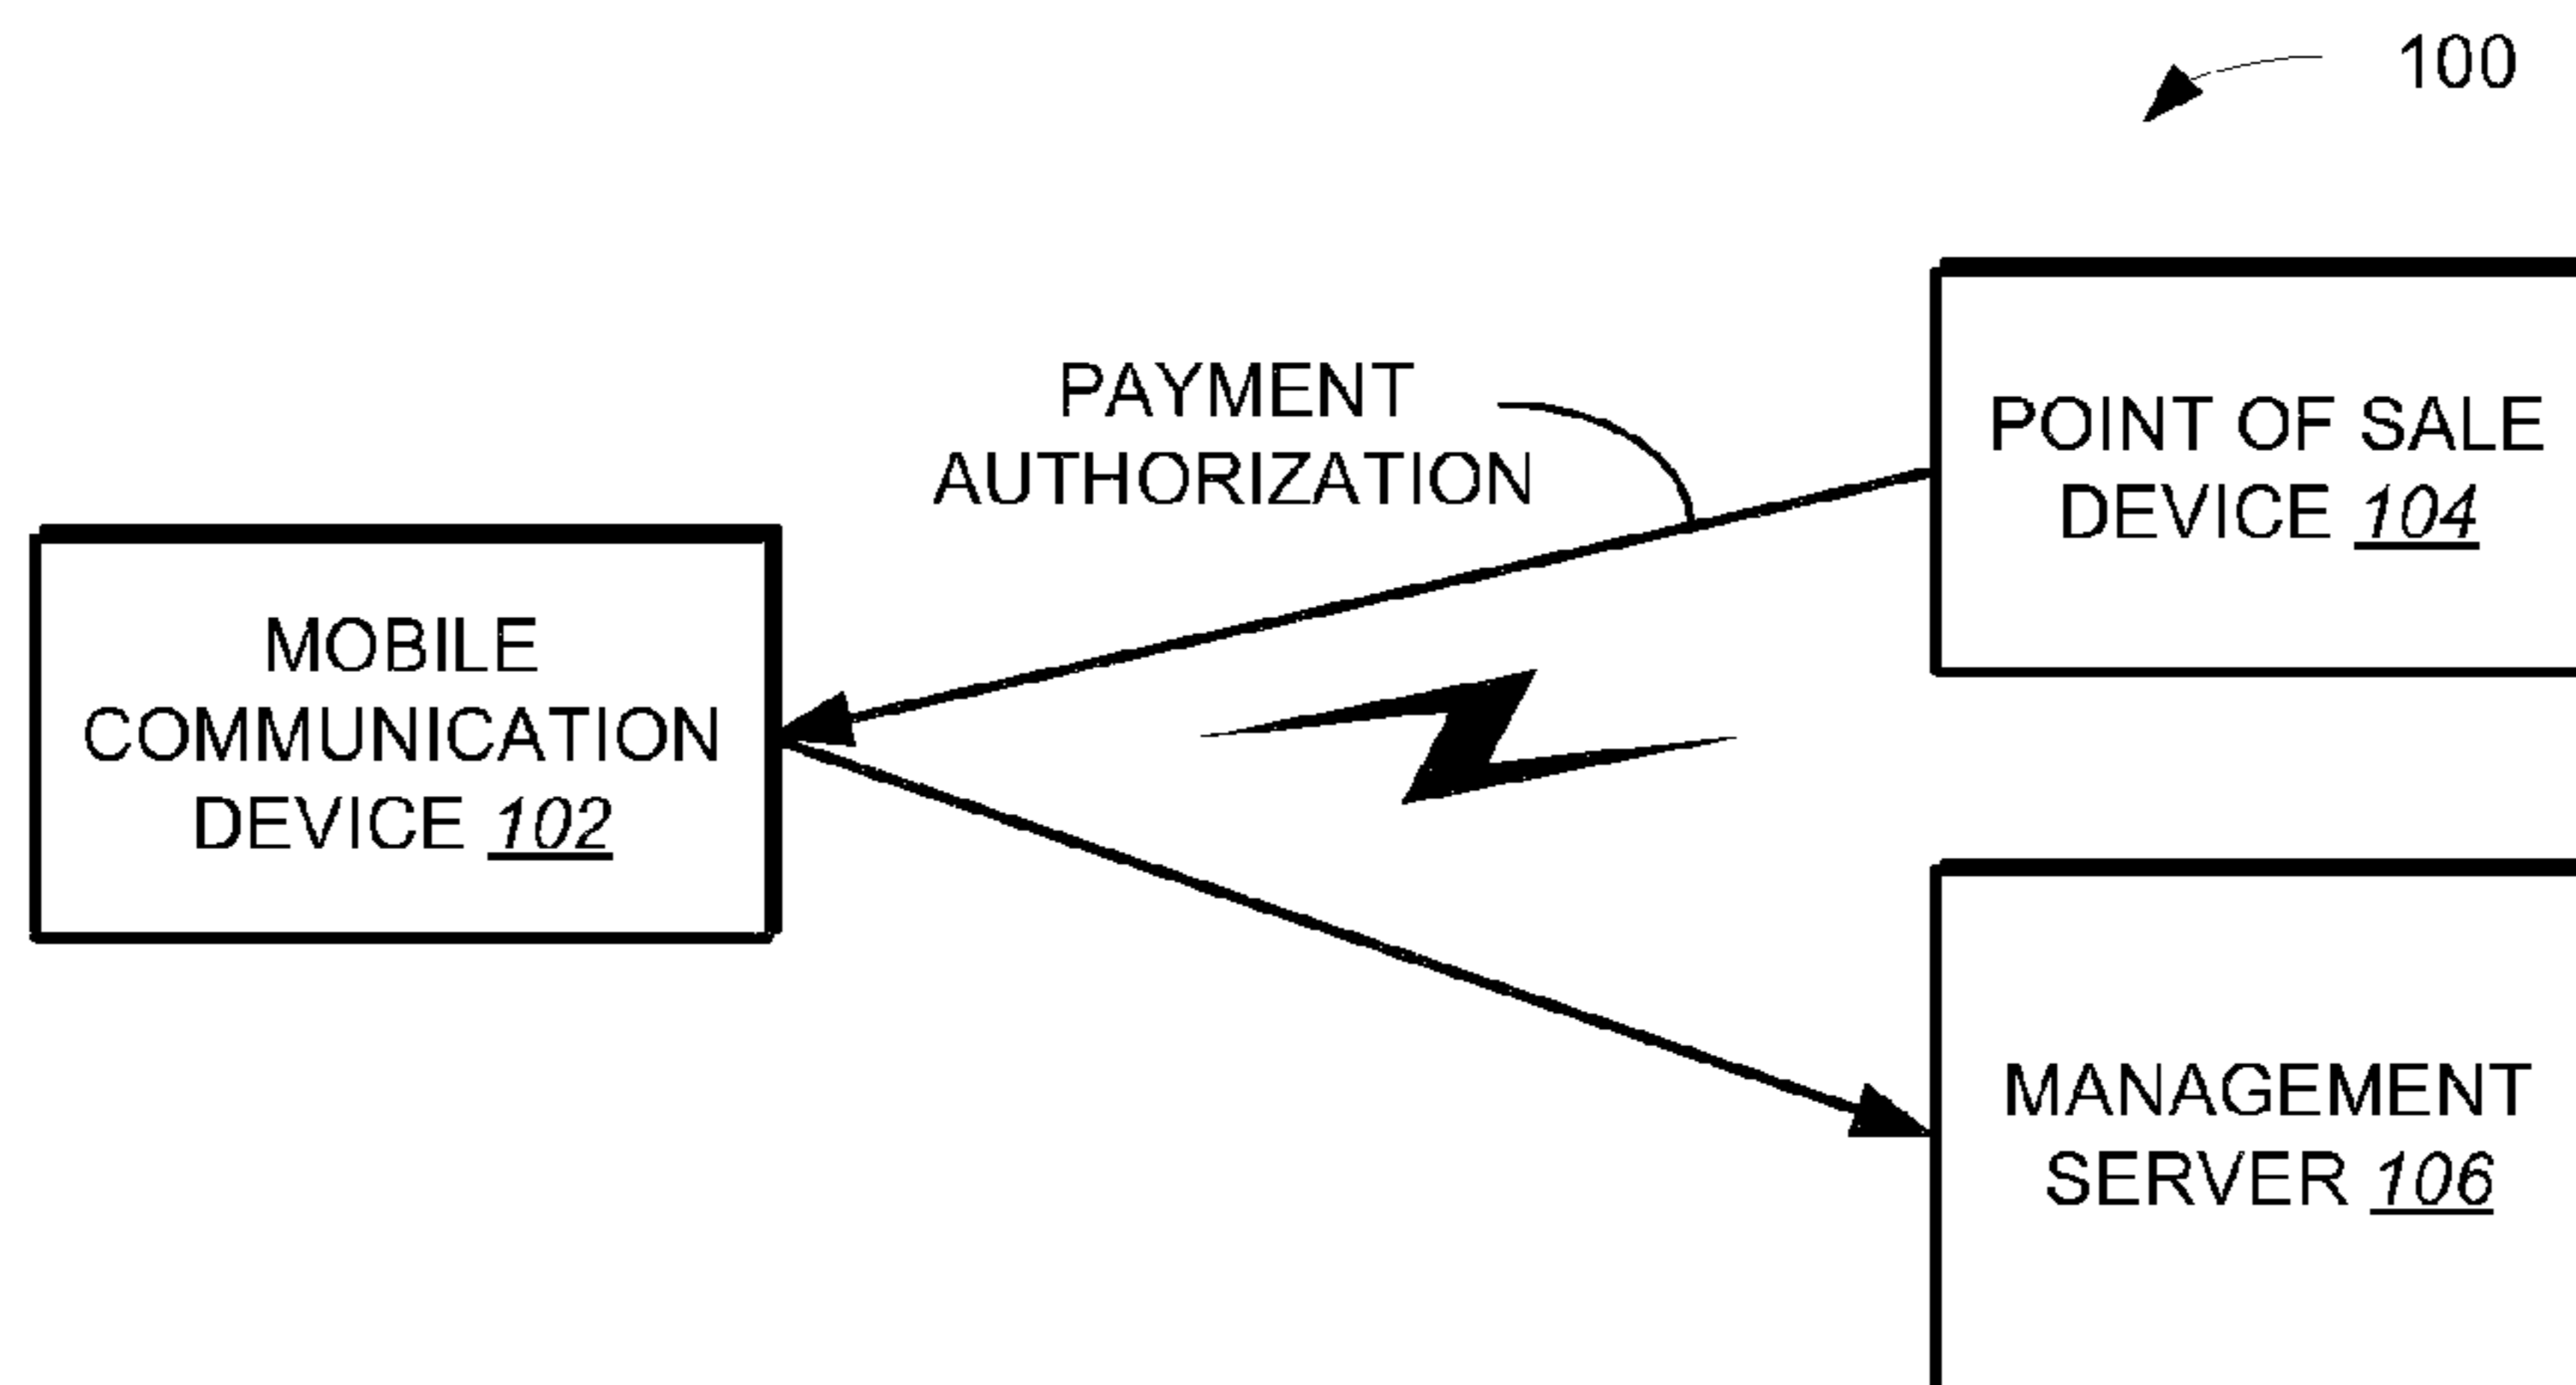 100
PAYMENT
AUTHORIZATION
POINT OF SALE
DEVICE 104
MOBILE
COMMUNICATION
DEVICE 102
MANAGEMENT
SERVER 106